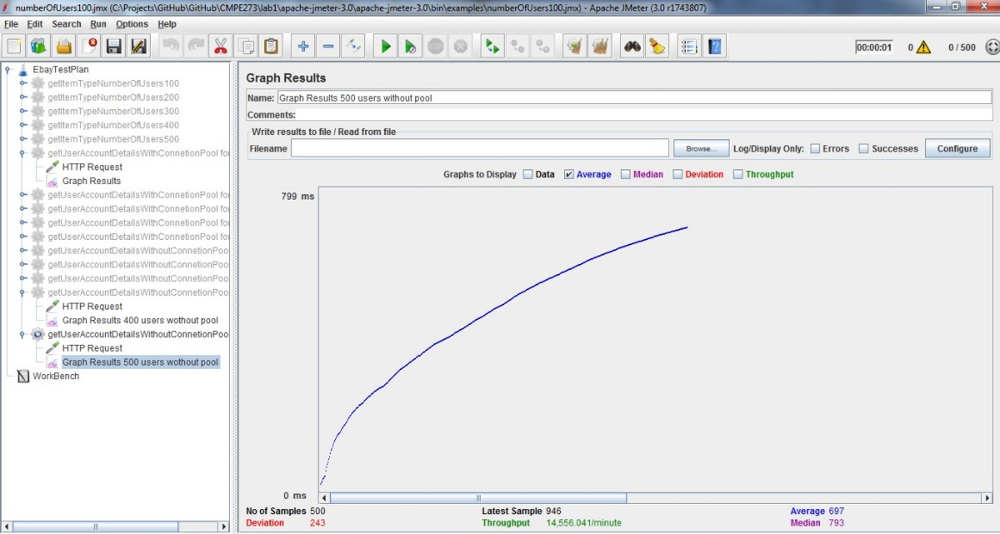 numberOfUsers100.jmx (C:\Projects\GitHub\GitHub\CMPE273\lab1\apache-jmeter-3.0\apache-jmeter-3.0\bin\examples\numberOfUsers100.jmx) - Apache JMeter (3.0 r1743807)
File Edit Search Run Options Help
00:00:01 0 0 / 500
EbayTestPlan
getItemTypeNumberOfUsers100
getItemTypeNumberOfUsers200
getItemTypeNumberOfUsers300
getItemTypeNumberOfUsers400
getItemTypeNumberOfUsers500
getUserAccountDetailsWithConnectionPool for
HTTP Request
Graph Results
getUserAccountDetailsWithConnetionPool for
getUserAccountDetailsWithConnetionPool for
getUserAccountDetailsWithConnetionPool for
getUserAccountDetailsWithConnetionPool for
getUserAccountDetailsWithoutConnetionPoo
getUserAccountDetailsWithoutConnetionPoo
getUserAccountDetailsWithoutConnetionPoo
getUserAccountDetailsWithoutConnetionPoo
HTTP Request
Graph Results 400 users wothout pool
getUserAccountDetailsWithoutConnetionPoo
HTTP Request
Graph Results 500 users wothout pool
WorkBench
Graph Results
Name: Graph Results 500 users without pool
Comments:
Write results to file / Read from file
Filename Browse... Log/Display Only: Errors Successes Configure
Graphs to Display Data Average Median Deviation Throughput
799 ms
0 ms
No of Samples 500 Latest Sample 946 Average 697
Deviation 243 Throughput 14,556.041/minute Median 793